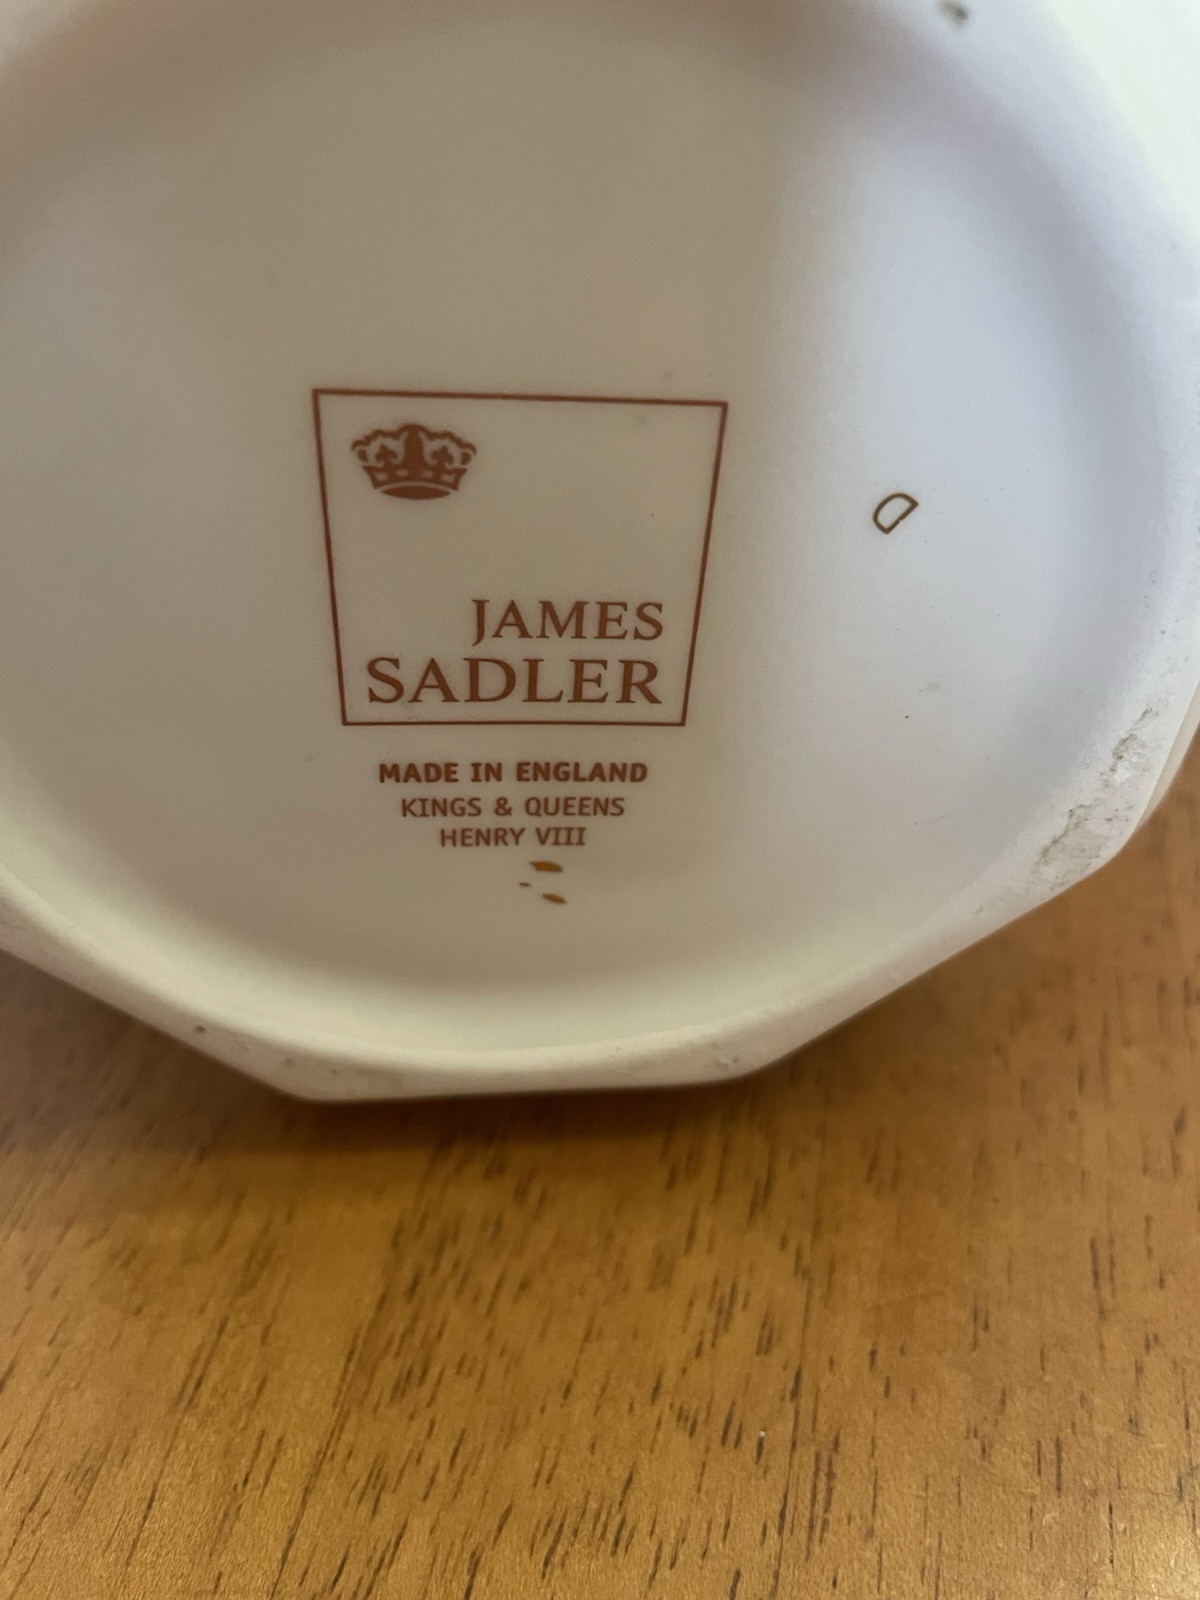 JAMES
SADLER
MADE IN ENGLAND
KINGS & QUEENS
HENRY VIII
D